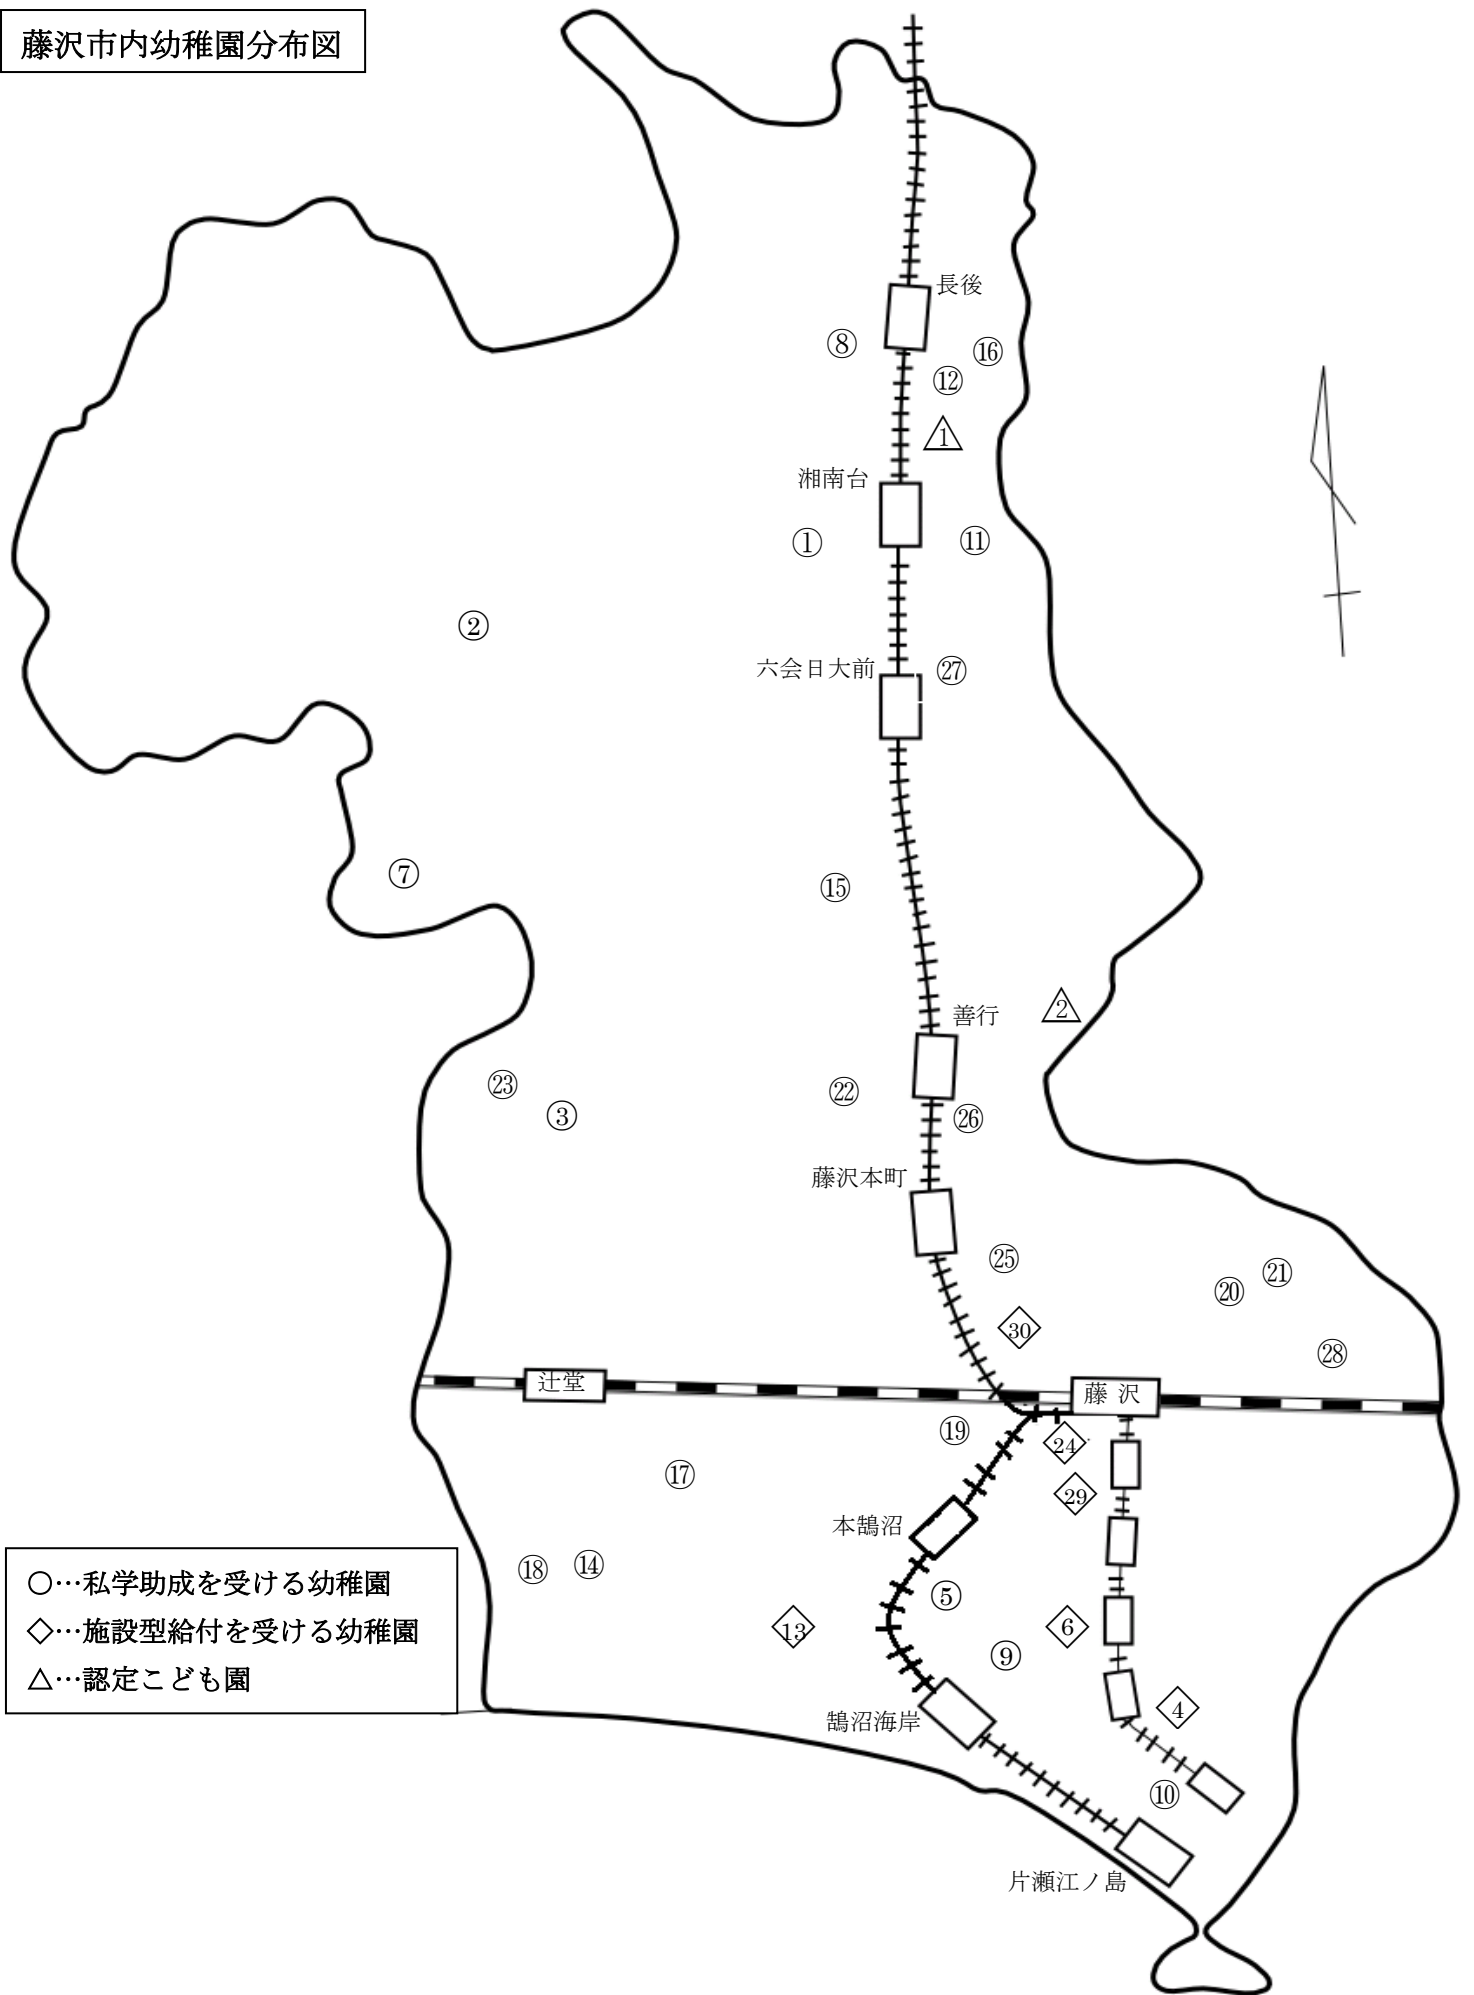 藤沢市内幼稚園分布図
長後
⑧
⑯
⑫
1
湘南台
①
⑪
②
六会日大前
㉗
⑦
⑮
善行
2
㉓
③
㉒
㉖
藤沢本町
㉕
㉑
⑳
30
㉘
辻堂
藤 沢
⑲
24
⑰
29
本鵠沼
⑱
⑭
⑤
13
6
⑨
4
鵠沼海岸
⑩
片瀬江ノ島
○…私学助成を受ける幼稚園
◇…施設型給付を受ける幼稚園
△…認定こども園